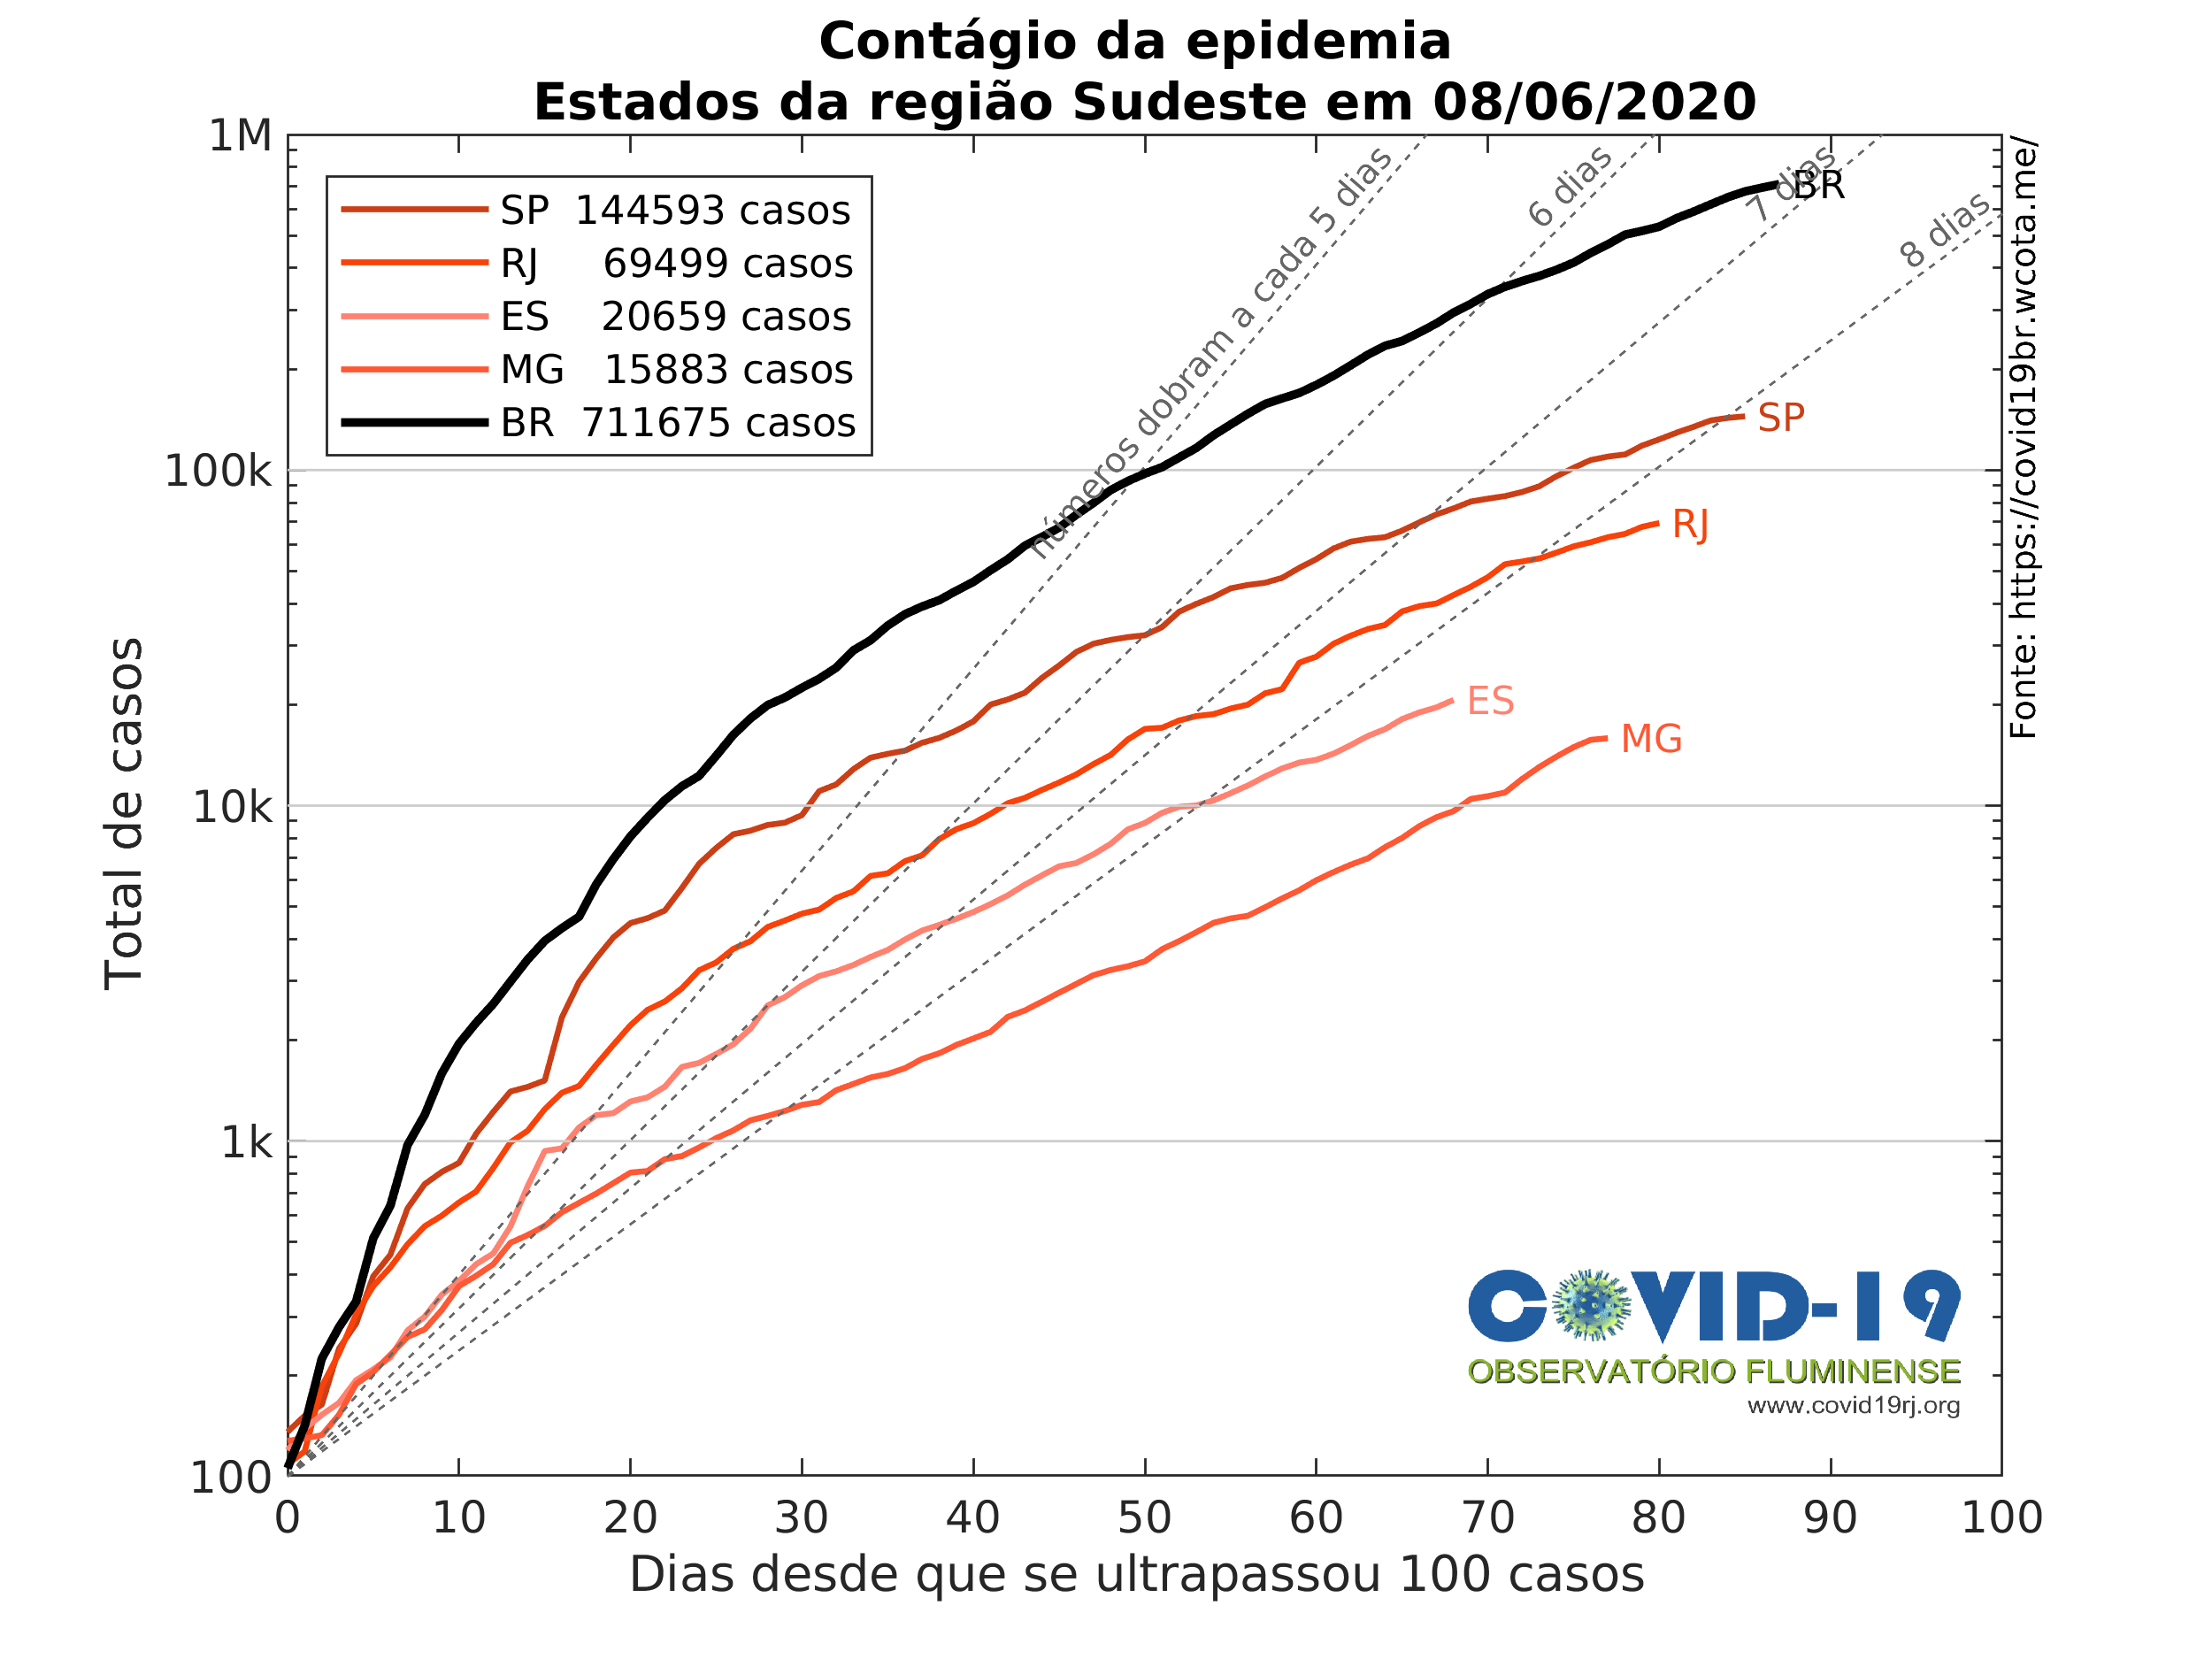 Contágio da epidemia
Estados da região Sudeste em 08/06/2020
1M
100k
10k
1k
100
Total de casos
SP 144593 casos
RJ 69499 casos
ES 20659 casos
MG 15883 casos
BR 711675 casos
números dobram a cada 5 dias
6 dias
7 dias
8 dias
BR
SP
RJ
ES
MG
Fonte: https://covid19br.wcota.me/
COVID-19
OBSERVATÓRIO FLUMINENSE
www.covid19rj.org
0 10 20 30 40 50 60 70 80 90 100
Dias desde que se ultrapassou 100 casos